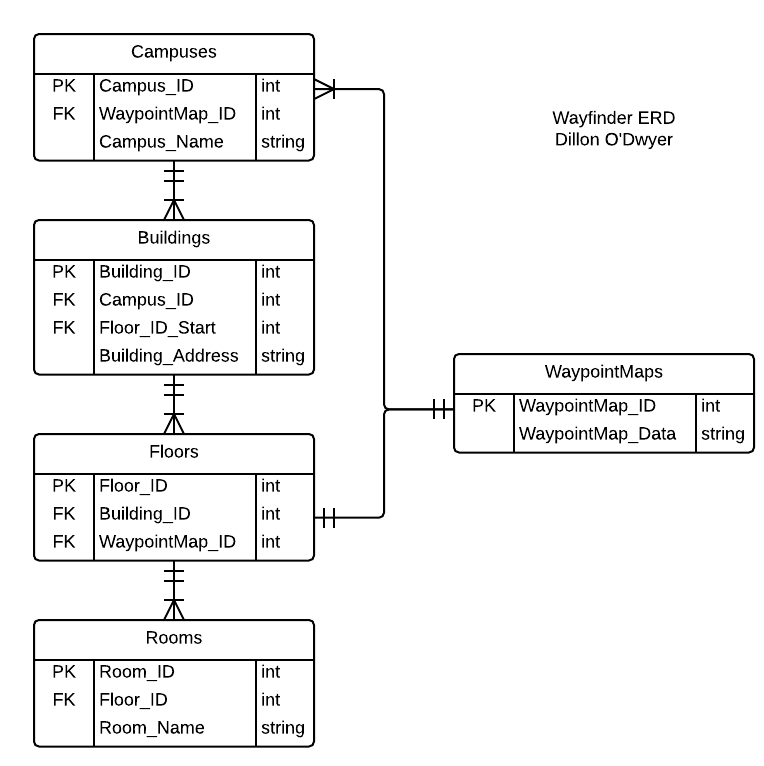 Campuses
PK Campus_ID int
FK WaypointMap_ID int
Campus_Name string
Wayfinder ERD
Dillon O'Dwyer
Buildings
PK Building_ID int
FK Campus_ID int
FK Floor_ID_Start int
Building_Address string
WaypointMaps
PK WaypointMap_ID int
WaypointMap_Data string
Floors
PK Floor_ID int
FK Building_ID int
FK WaypointMap_ID int
Rooms
PK Room_ID int
FK Floor_ID int
Room_Name string